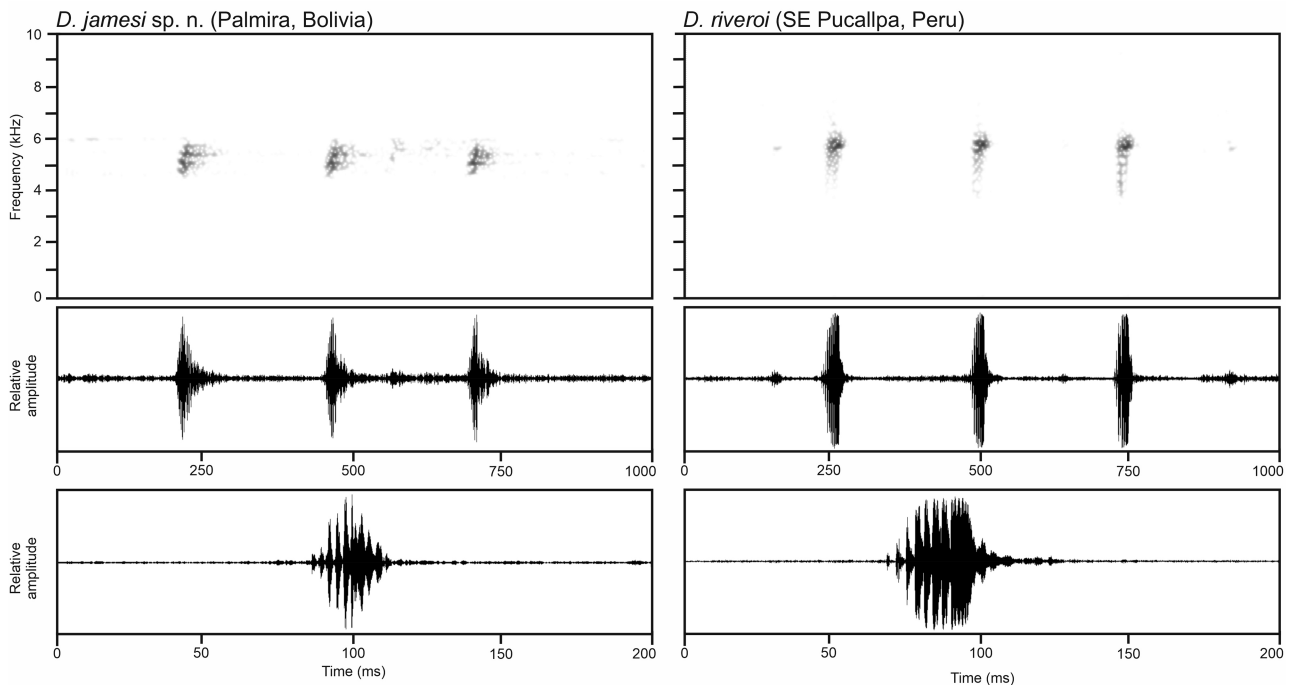 D. jamesi sp. n. (Palmira, Bolivia)
D. riveroi (SE Pucallpa, Peru)
10
8
6
4
2
0
Frequency (kHz)
Relative
amplitude
0 250 500 750 1000
0 250 500 750 1000
Relative
amplitude
0 50 100 150 200
0 50 100 150 200
Time (ms)
Time (ms)